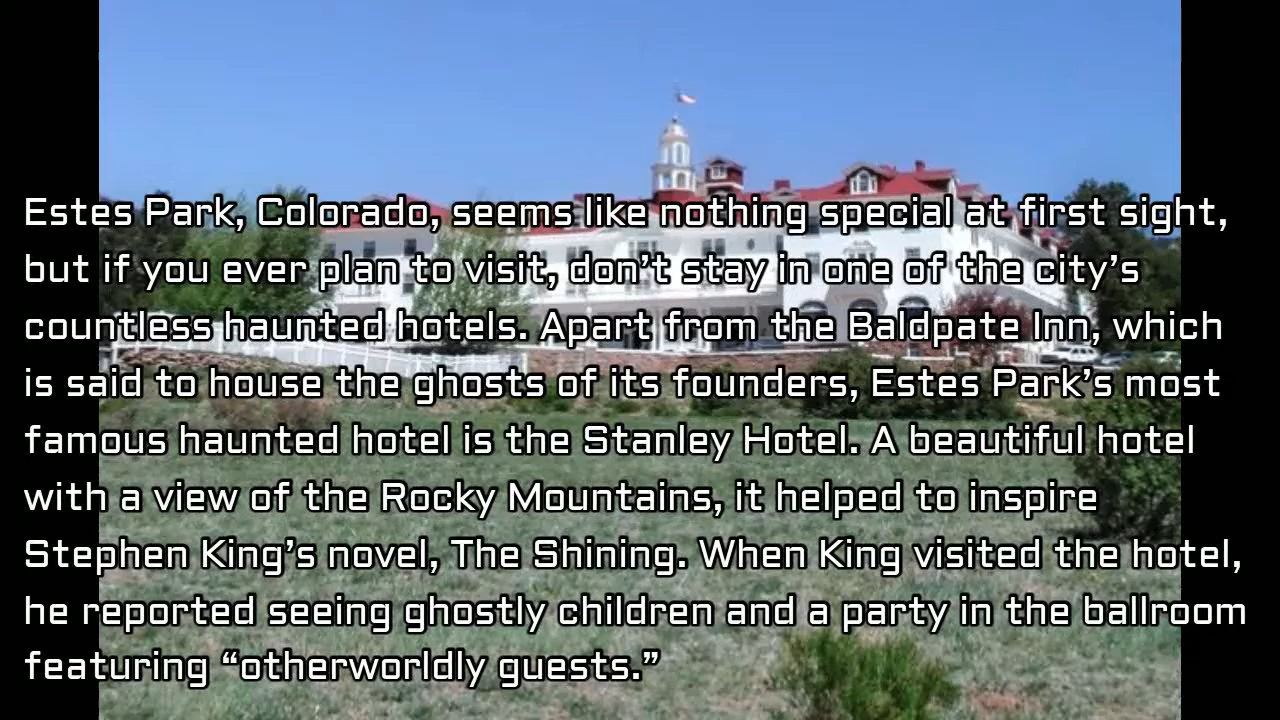 Estes Park, Colorado, seems like nothing special at first sight,
but if you ever plan to visit, don’t stay in one of the city’s
countless haunted hotels. Apart from the Baldpate Inn, which
is said to house the ghosts of its founders, Estes Park’s most
famous haunted hotel is the Stanley Hotel. A beautiful hotel
with a view of the Rocky Mountains, it helped to inspire
Stephen King’s novel, The Shining. When King visited the hotel,
he reported seeing ghostly children and a party in the ballroom
featuring “otherworldly guests.”